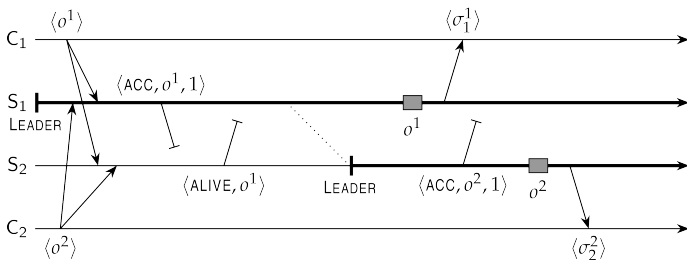 ⟨o¹⟩ ⟨σ₁¹⟩
C₁
⟨ACC, o¹, 1⟩
S₁
LEADER o¹
S₂
⟨ALIVE, o¹⟩ LEADER ⟨ACC, o², 1⟩ o²
C₂
⟨o²⟩ ⟨σ₂²⟩